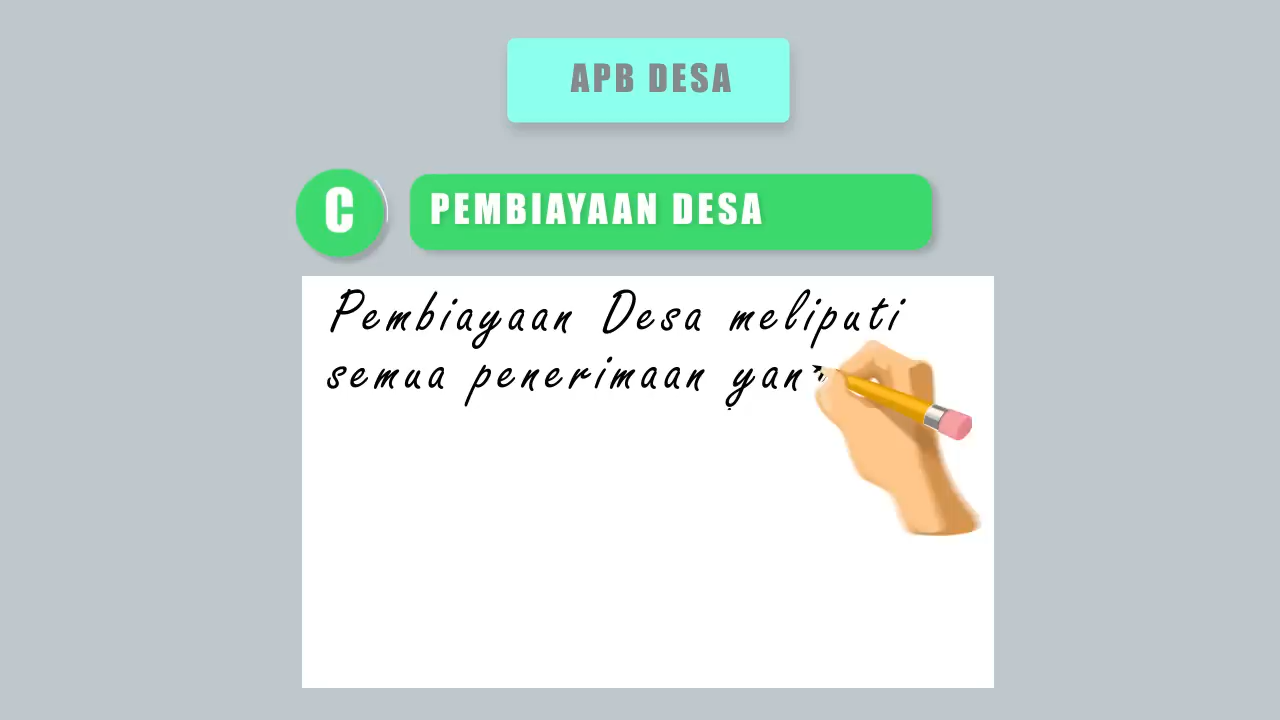 APB DESA
C
PEMBIAYAAN DESA
Pembiayaan Desa meliputi
semua penerimaan